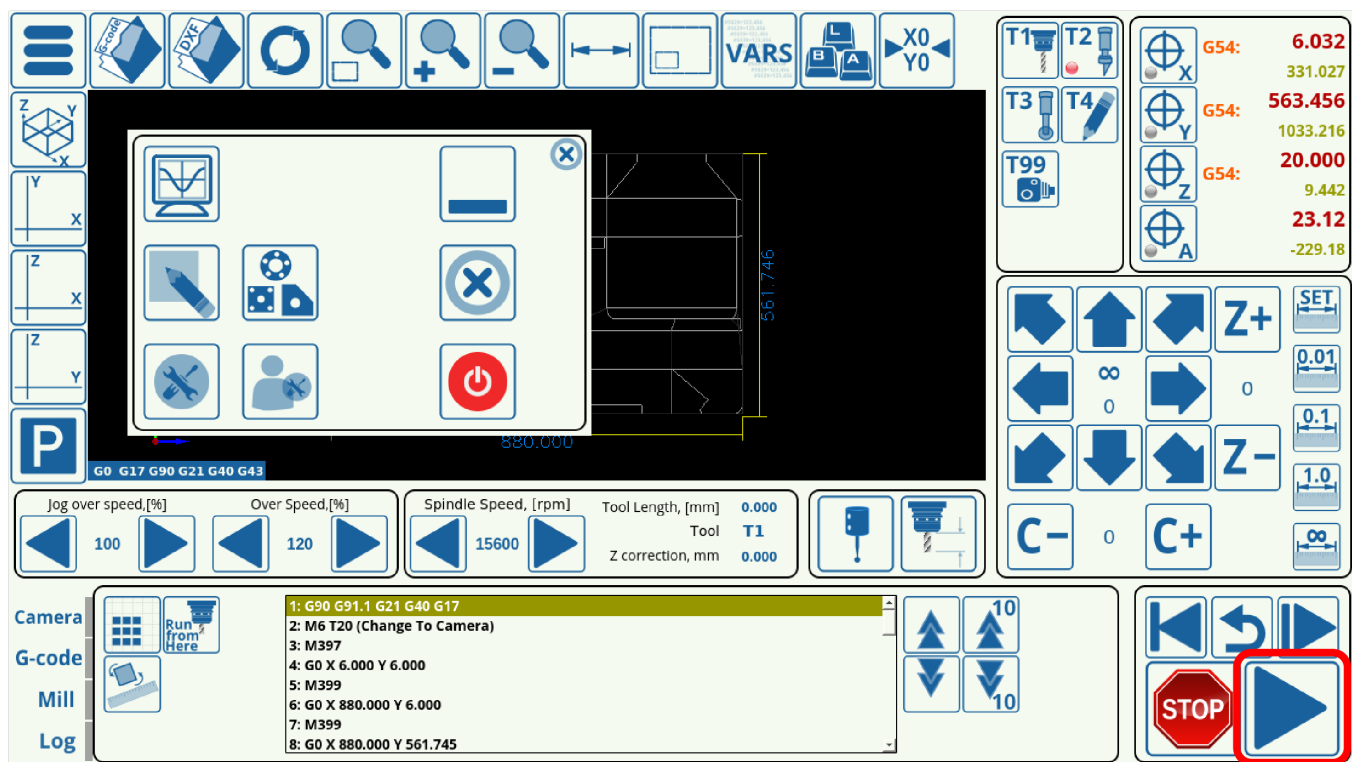 G-code
DXF
VARS
L
B
A
X0
Y0
T1
T2
T3
T4
T99
X
G54:
6.032
331.027
Y
G54:
563.456
1033.216
Z
G54:
20.000
9.442
A
23.12
-229.18
Z
Y
X
Y
X
Z
X
Z
Y
P
561.746
880.000
G0 G17 G90 G21 G40 G43
Z+
SET
∞
0
0
0.01
0.1
Z-
1.0
C-
0
C+
∞
Jog over speed,[%]
100
Over Speed,[%]
120
Spindle Speed, [rpm]
15600
Tool Length, [mm] 0.000
Tool T1
Z correction, mm 0.000
Camera
G-code
Mill
Log
Run
from
Here
1: G90 G91.1 G21 G40 G17
2: M6 T20 (Change To Camera)
3: M397
4: G0 X 6.000 Y 6.000
5: M399
6: G0 X 880.000 Y 6.000
7: M399
8: G0 X 880.000 Y 561.745
10
10
STOP